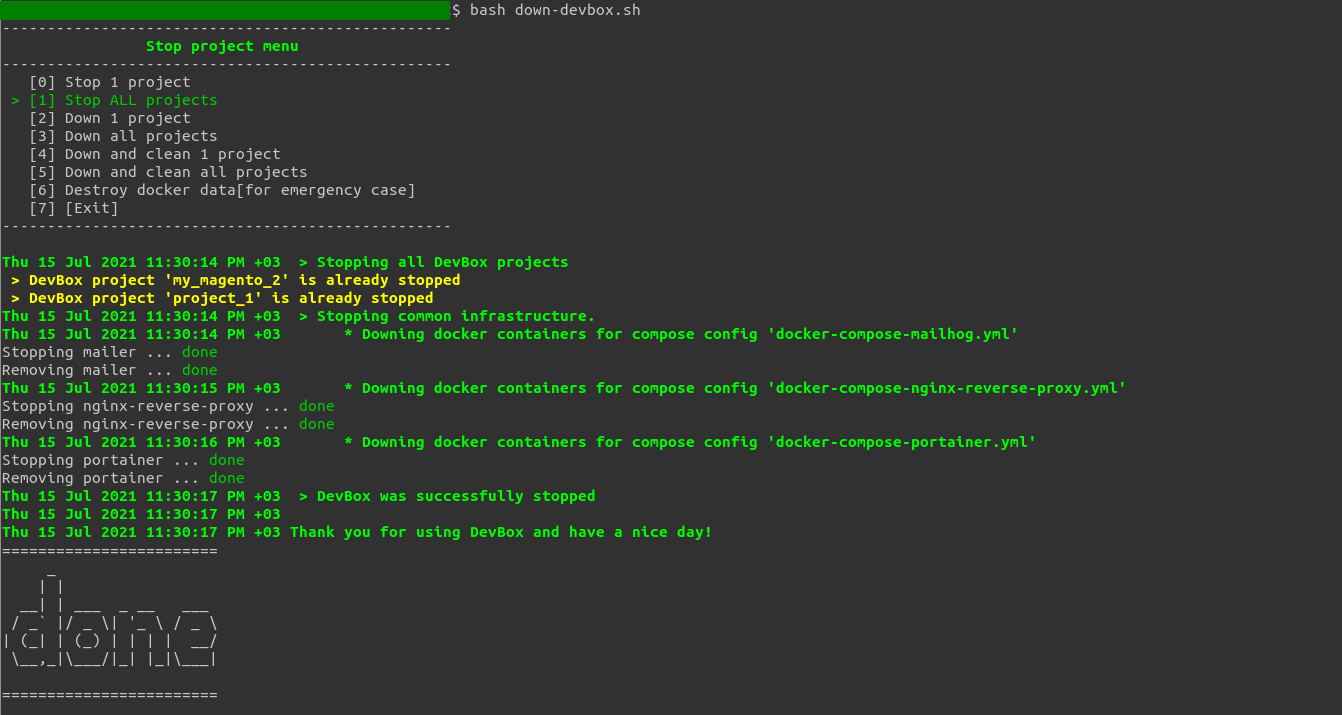 $ bash down-devbox.sh
--------------------------------------------------
                Stop project menu
--------------------------------------------------
   [0] Stop 1 project
 > [1] Stop ALL projects
   [2] Down 1 project
   [3] Down all projects
   [4] Down and clean 1 project
   [5] Down and clean all projects
   [6] Destroy docker data[for emergency case]
   [7] [Exit]
--------------------------------------------------
Thu 15 Jul 2021 11:30:14 PM +03  > Stopping all DevBox projects
 > DevBox project 'my_magento_2' is already stopped
 > DevBox project 'project_1' is already stopped
Thu 15 Jul 2021 11:30:14 PM +03  > Stopping common infrastructure.
Thu 15 Jul 2021 11:30:14 PM +03       * Downing docker containers for compose config 'docker-compose-mailhog.yml'
Stopping mailer ... done
Removing mailer ... done
Thu 15 Jul 2021 11:30:15 PM +03       * Downing docker containers for compose config 'docker-compose-nginx-reverse-proxy.yml'
Stopping nginx-reverse-proxy ... done
Removing nginx-reverse-proxy ... done
Thu 15 Jul 2021 11:30:16 PM +03       * Downing docker containers for compose config 'docker-compose-portainer.yml'
Stopping portainer ... done
Removing portainer ... done
Thu 15 Jul 2021 11:30:17 PM +03  > DevBox was successfully stopped
Thu 15 Jul 2021 11:30:17 PM +03
Thu 15 Jul 2021 11:30:17 PM +03 Thank you for using DevBox and have a nice day!
========================
     _
    | |
  __| | ___  _ __   ___
 / _` |/ _ \| '_ \ / _ \
| (_| | (_) | | | |  __/
 \__,_|\___/|_| |_|\___|
========================